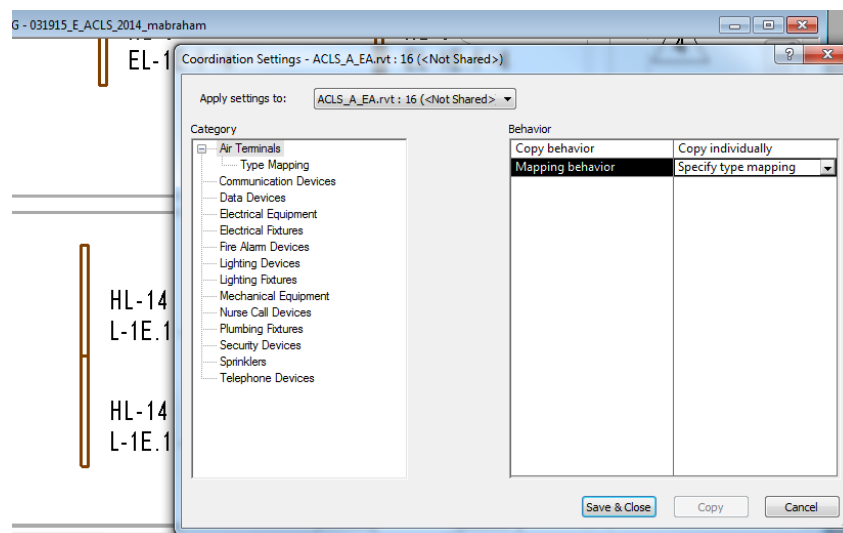 G - 031915_E_ACLS_2014_mabraham
EL-1
Coordination Settings - ACLS_A_EA.rvt : 16 (<Not Shared>)
Apply settings to:
ACLS_A_EA.rvt : 16 (<Not Shared>
Category
Behavior
Air Terminals
Type Mapping
Communication Devices
Data Devices
Electrical Equipment
Electrical Fixtures
Fire Alarm Devices
Lighting Devices
Lighting Fixtures
Mechanical Equipment
Nurse Call Devices
Plumbing Fixtures
Security Devices
Sprinklers
Telephone Devices
Copy behavior Copy individually
Mapping behavior Specify type mapping
HL-14
L-1E.1
HL-14
L-1E.1
Save & Close Copy Cancel